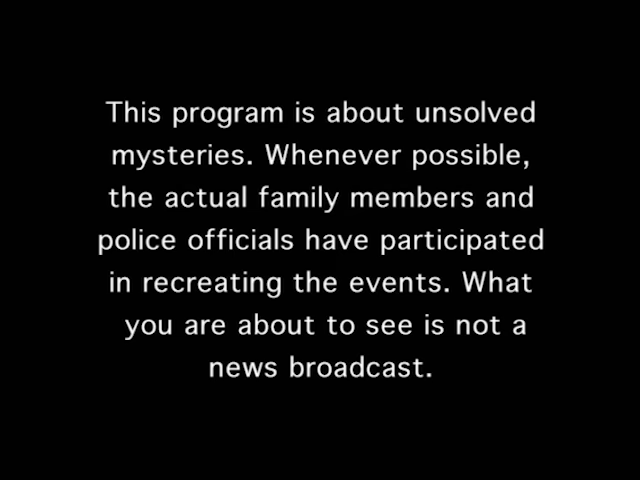 This program is about unsolved
mysteries. Whenever possible,
the actual family members and
police officials have participated
in recreating the events. What
you are about to see is not a
news broadcast.